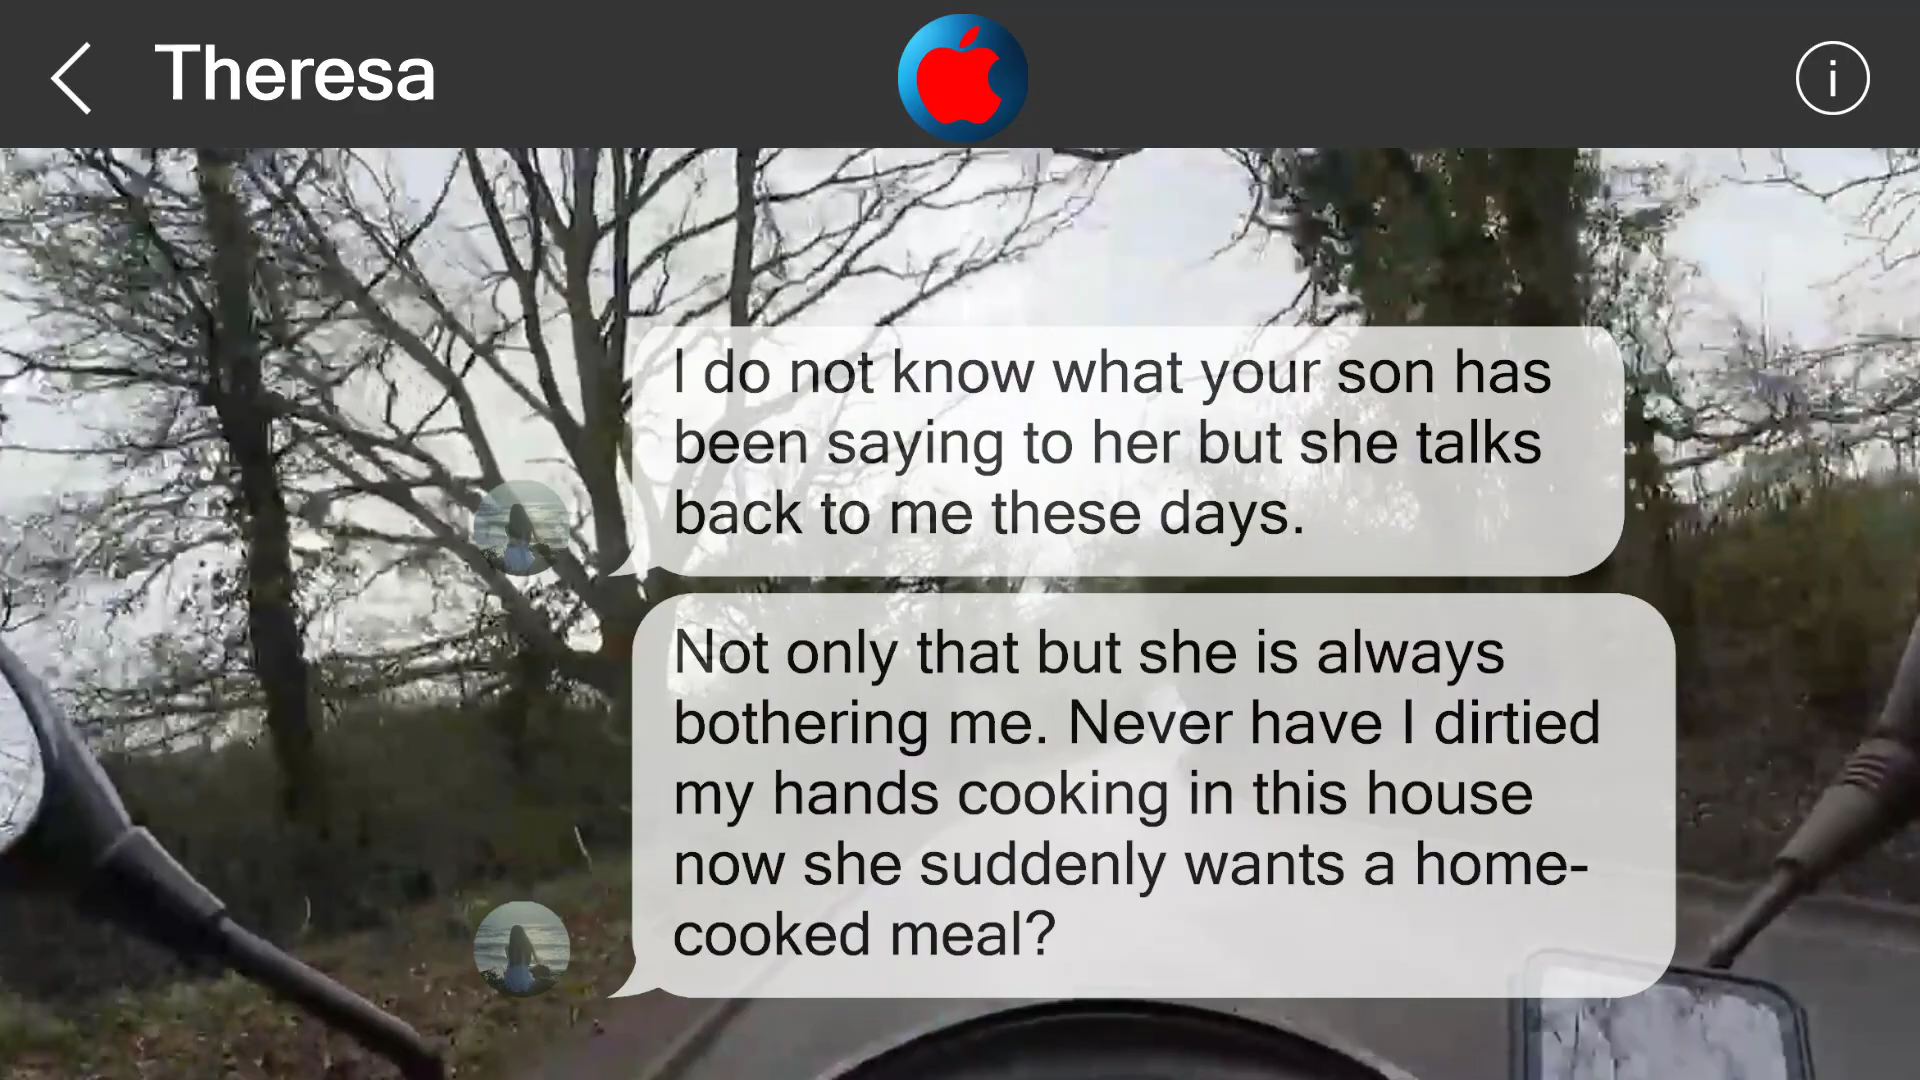 Theresa
i
I do not know what your son has
been saying to her but she talks
back to me these days.
Not only that but she is always
bothering me. Never have I dirtied
my hands cooking in this house
now she suddenly wants a home-
cooked meal?